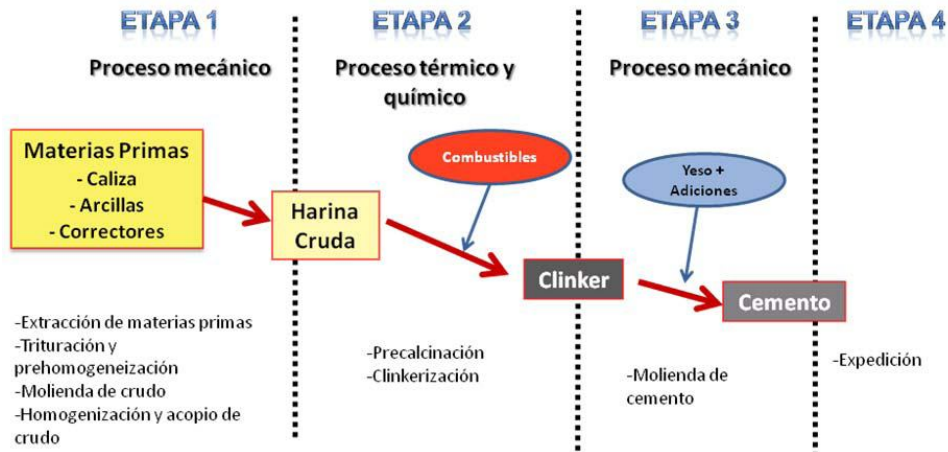 ETAPA 1
ETAPA 2
ETAPA 3
ETAPA 4
Proceso mecánico
Proceso térmico y
químico
Proceso mecánico
Materias Primas
- Caliza
- Arcillas
- Correctores
Combustibles
Yeso +
Adiciones
Harina
Cruda
Clinker
Cemento
-Extracción de materias primas
-Trituración y
prehomogeneización
-Molienda de crudo
-Homogenización y acopio de
crudo
-Precalcinación
-Clinkerización
-Molienda de
cemento
-Expedición